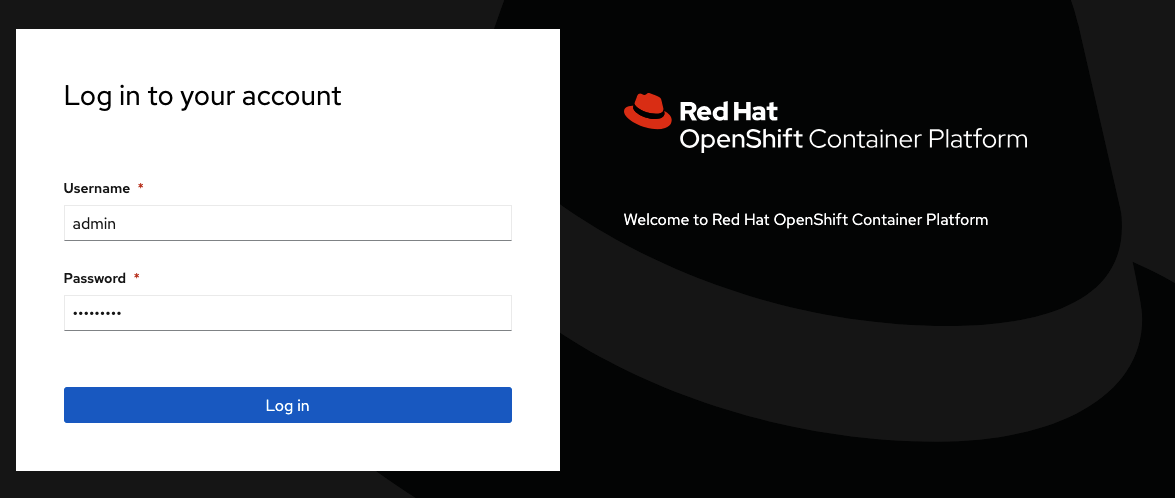 Log in to your account
Username *
admin
Password *
•••••••••
Log in
Red Hat
OpenShift Container Platform
Welcome to Red Hat OpenShift Container Platform